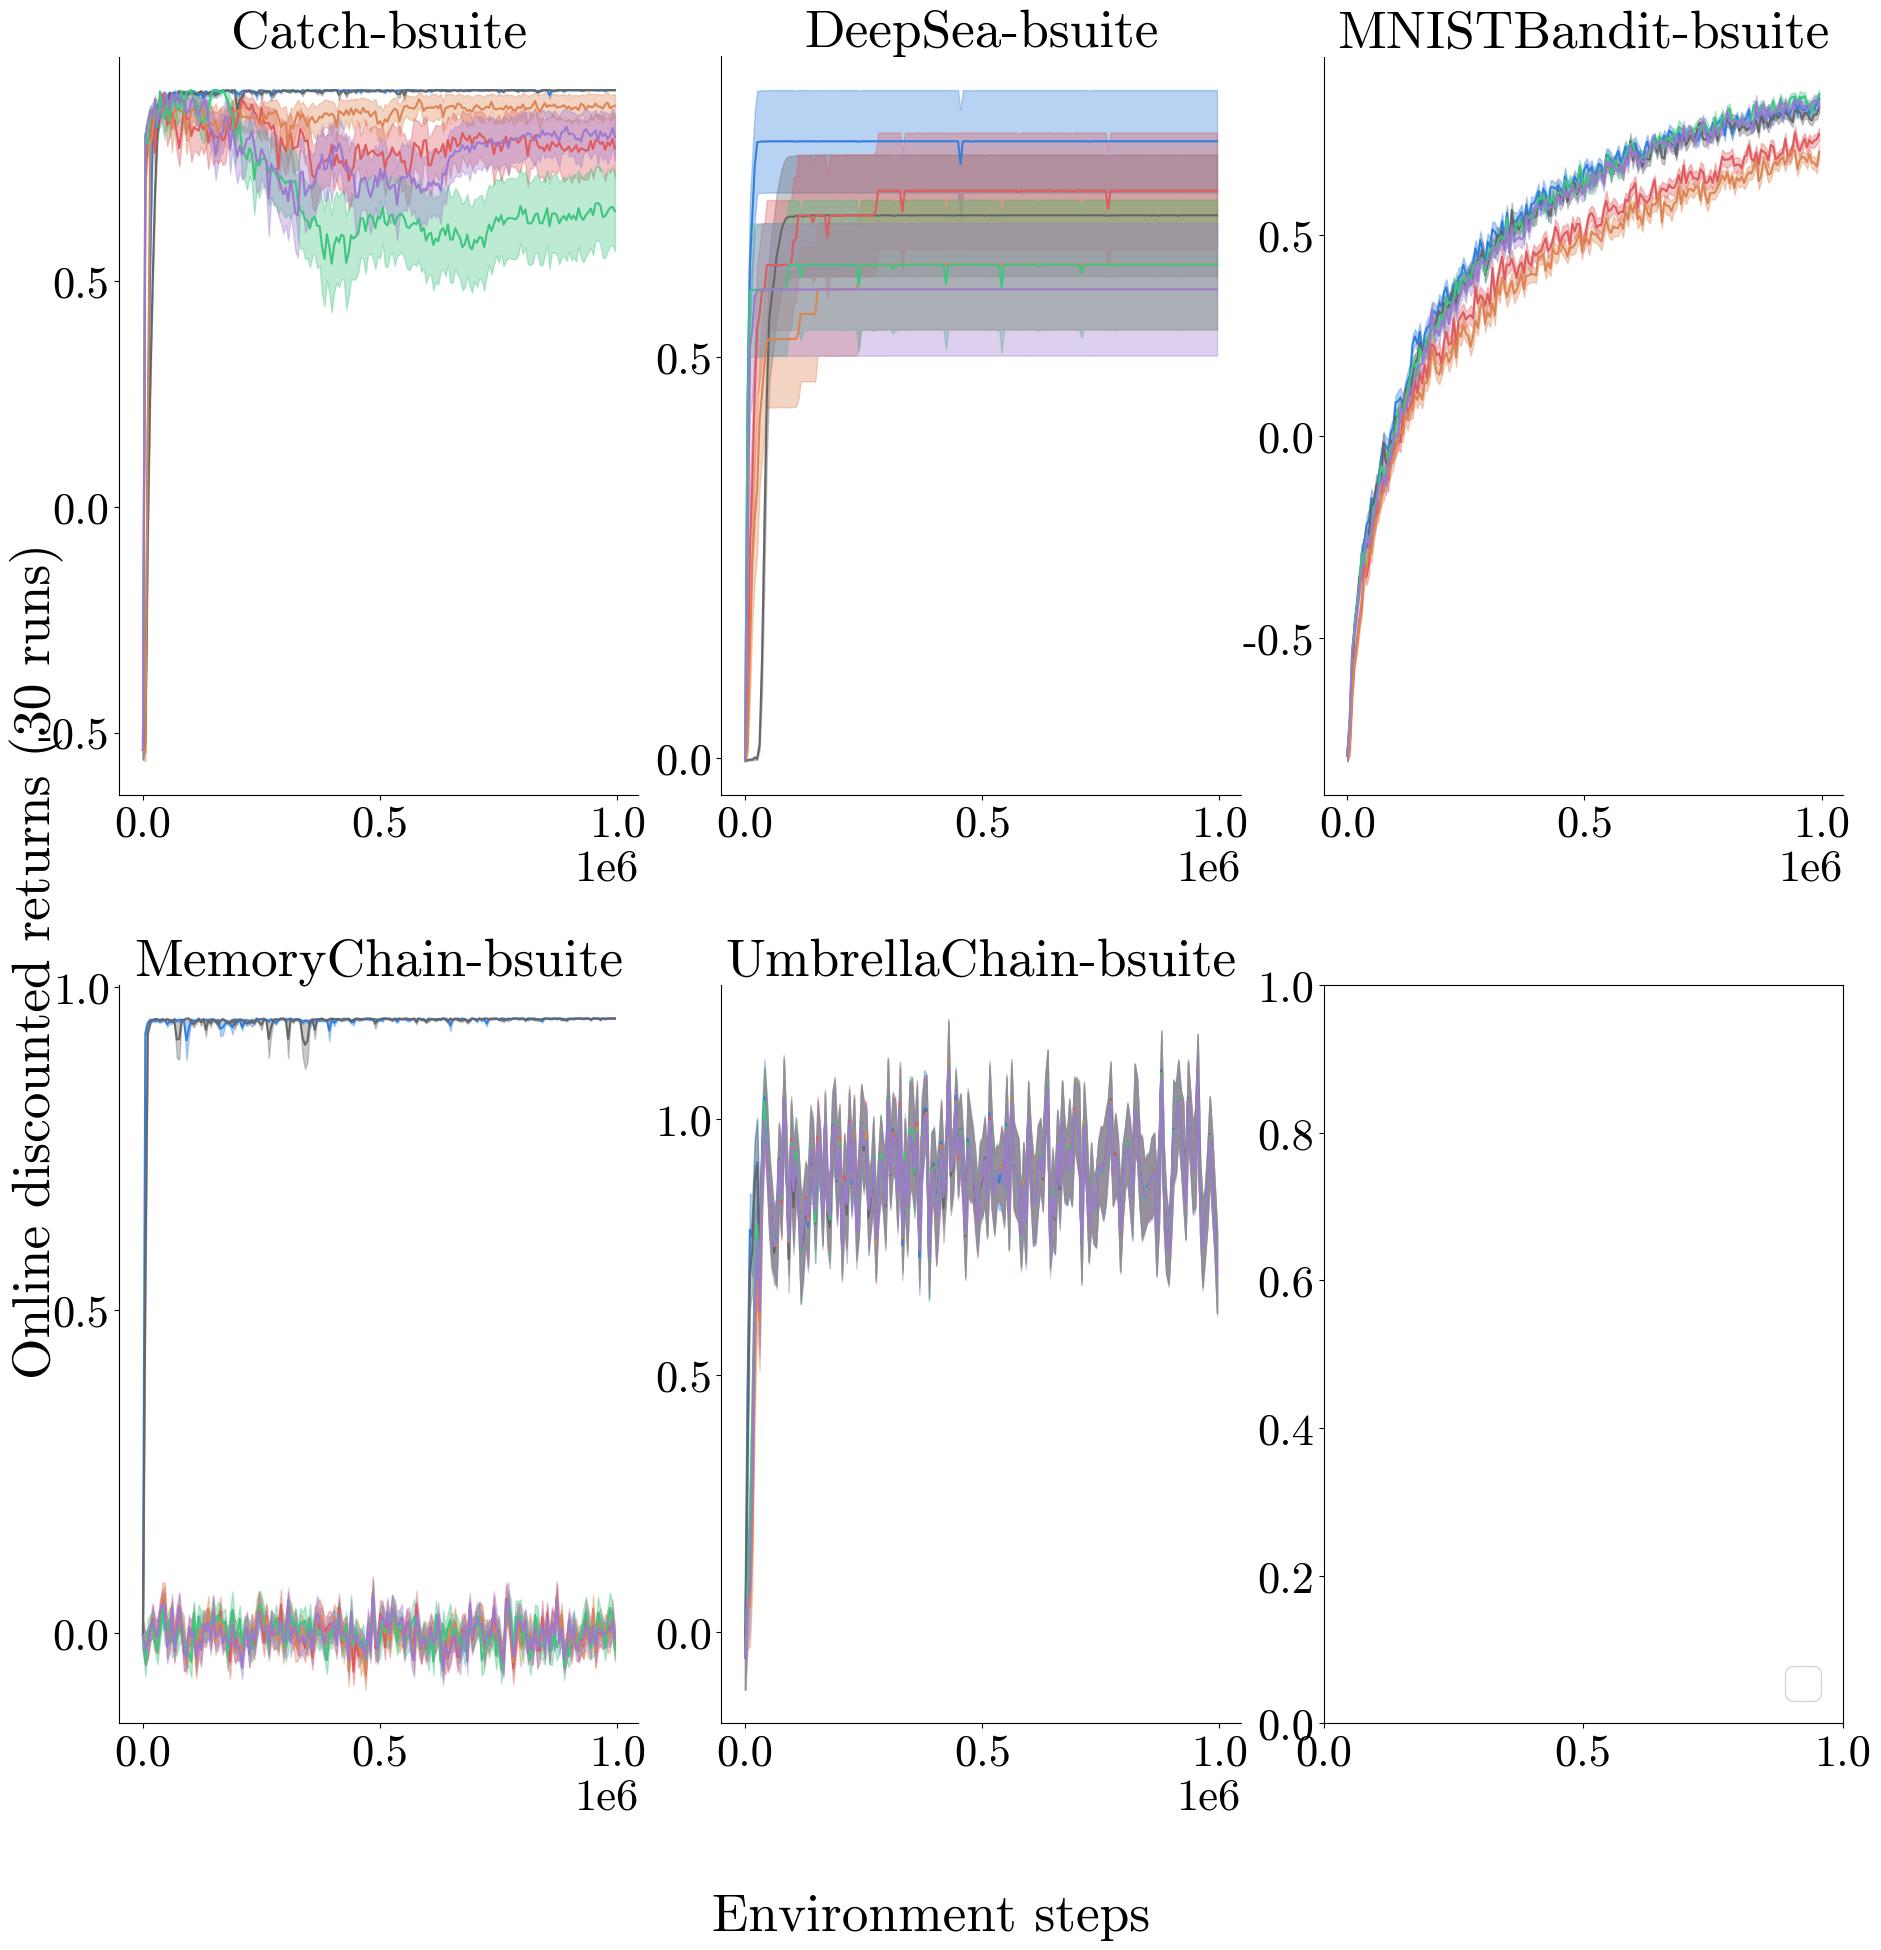 Catch-bsuite
DeepSea-bsuite
MNISTBandit-bsuite
0.5
0.0
-0.5
0.0 0.5 1.0
1e6
0.5
0.0
0.0 0.5 1.0
1e6
0.5
0.0
-0.5
0.0 0.5 1.0
1e6
Online discounted returns (30 runs)
MemoryChain-bsuite
UmbrellaChain-bsuite
1.0
0.5
0.0
0.0 0.5 1.0
1e6
1.0
0.5
0.0
0.0 0.5 1.0
1e6
1.0
0.8
0.6
0.4
0.2
0.0
0.0 0.5 1.0
Environment steps